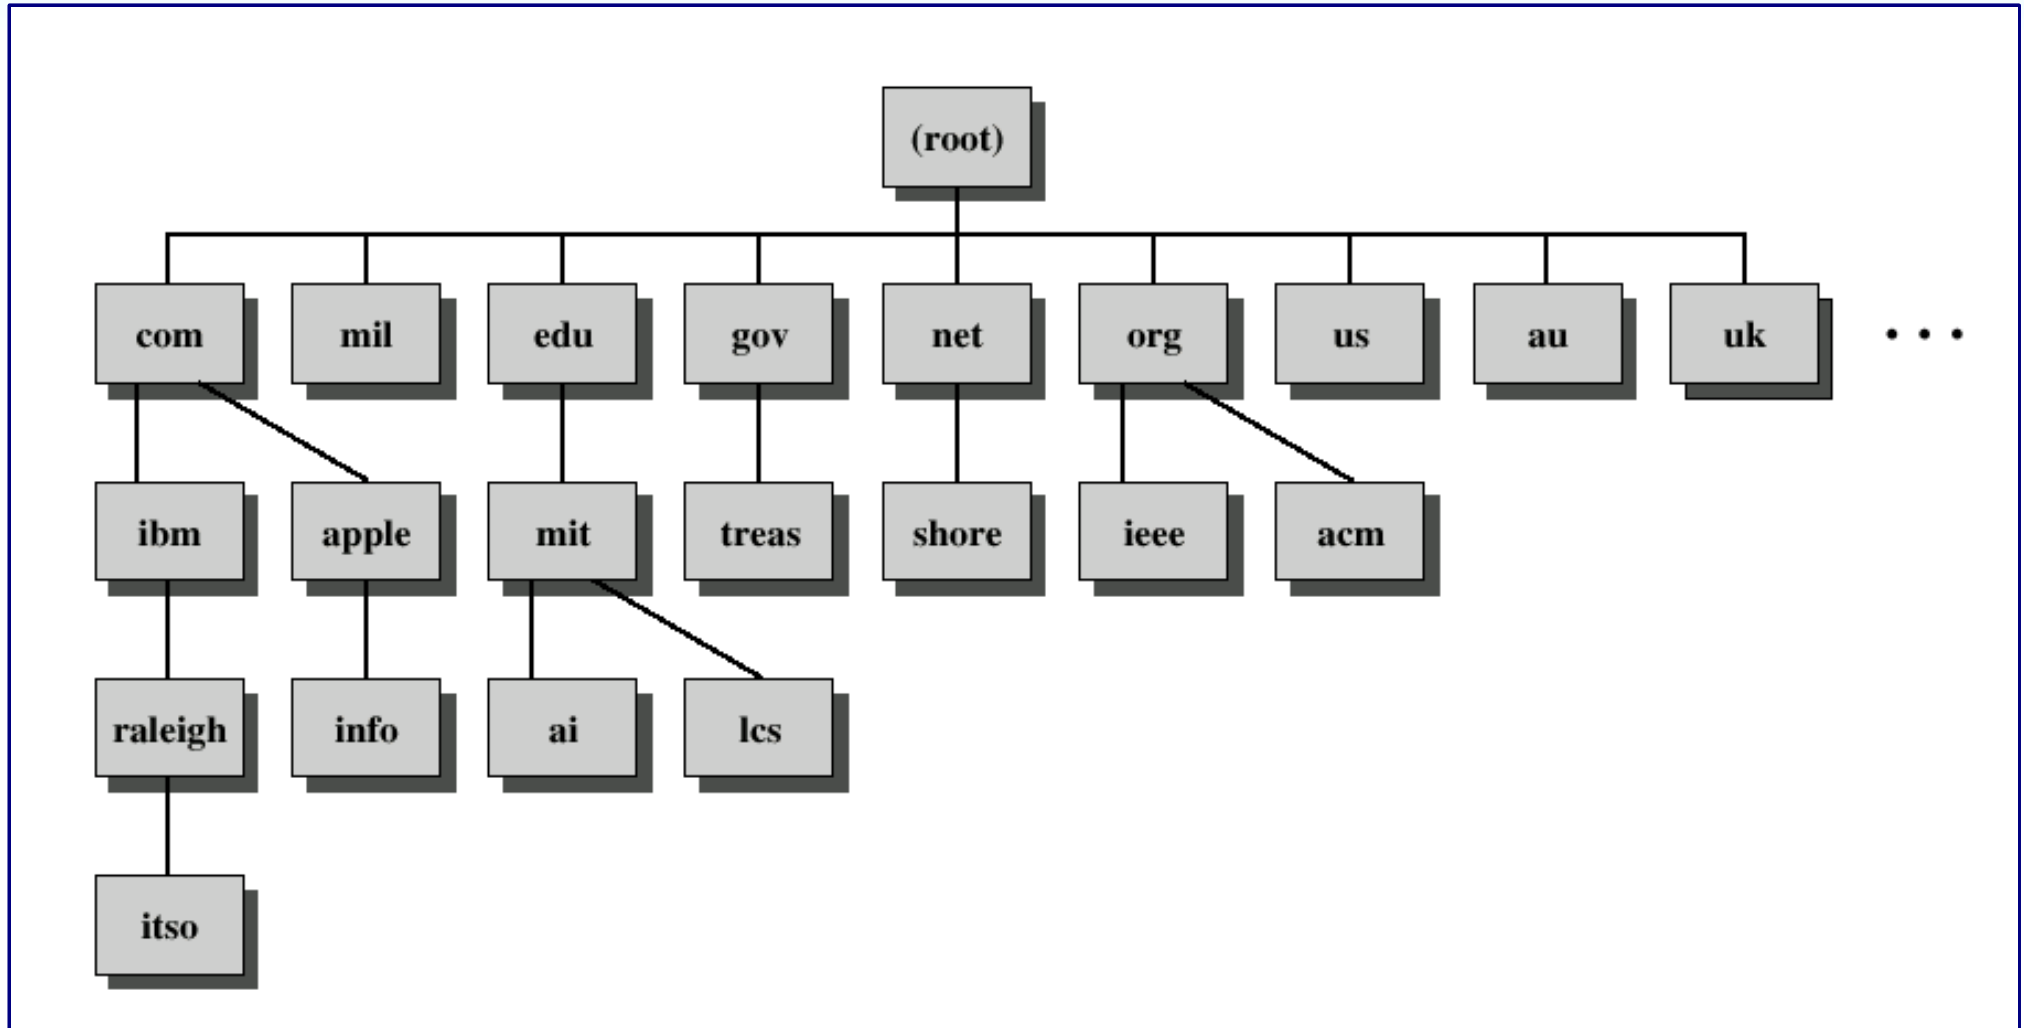 (root)
com mil edu gov net org us au uk • • •
ibm apple mit treas shore ieee acm
raleigh info ai lcs
itso